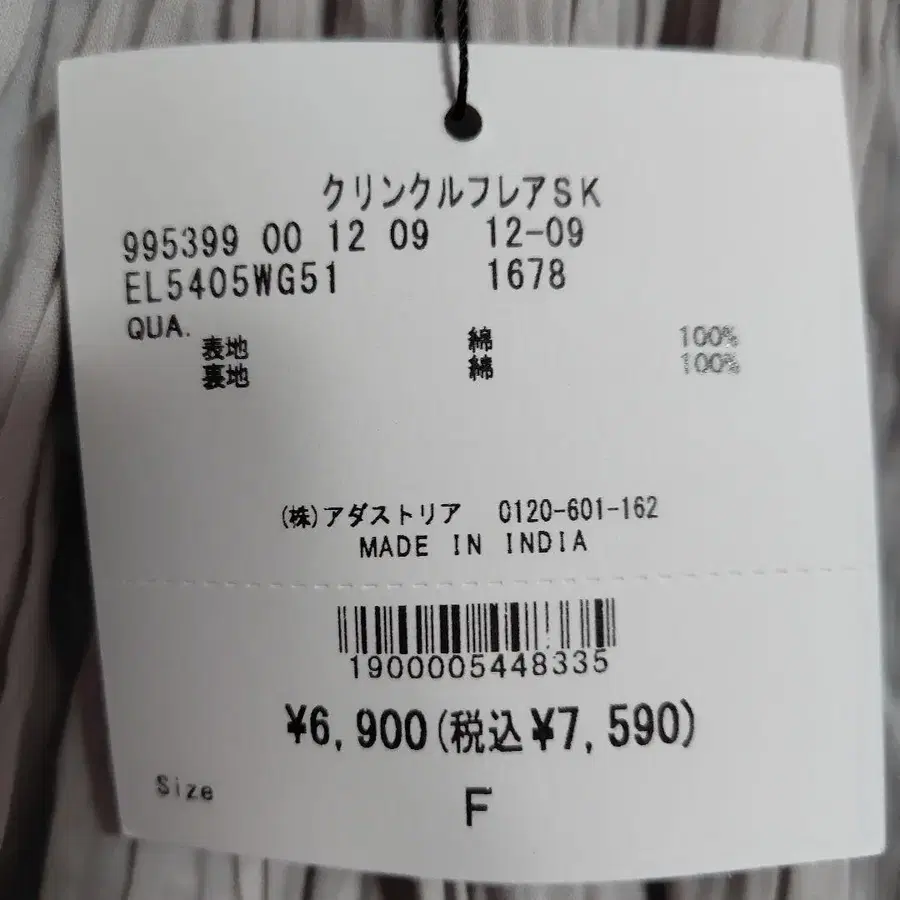 クリンクルフレアSK
995399 00 12 09 12-09
EL5405WG51 1678
QUA.
表地 綿 100%
裏地 綿 100%
(株)アダストリア 0120-601-162
MADE IN INDIA
1900005448335
¥6,900(税込¥7,590)
Size F